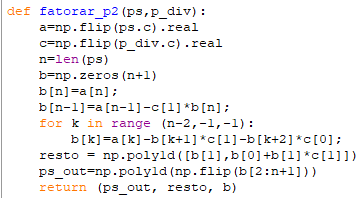 def fatorar_p2(ps,p_div):
    a=np.flip(ps.c).real
    c=np.flip(p_div.c).real
    n=len(ps)
    b=np.zeros(n+1)
    b[n]=a[n];
    b[n-1]=a[n-1]-c[1]*b[n];
    for k in range (n-2,-1,-1):
        b[k]=a[k]-b[k+1]*c[1]-b[k+2]*c[0];
    resto = np.poly1d([b[1],b[0]+b[1]*c[1]])
    ps_out=np.poly1d(np.flip(b[2:n+1]))
    return (ps_out, resto, b)